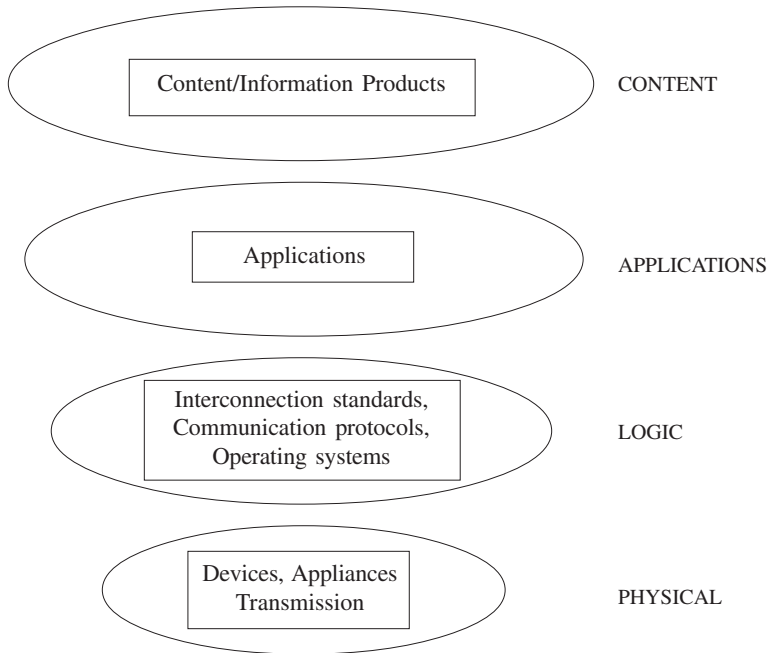 Content/Information Products
CONTENT
Applications
APPLICATIONS
Interconnection standards,
Communication protocols,
Operating systems
LOGIC
Devices, Appliances
Transmission
PHYSICAL